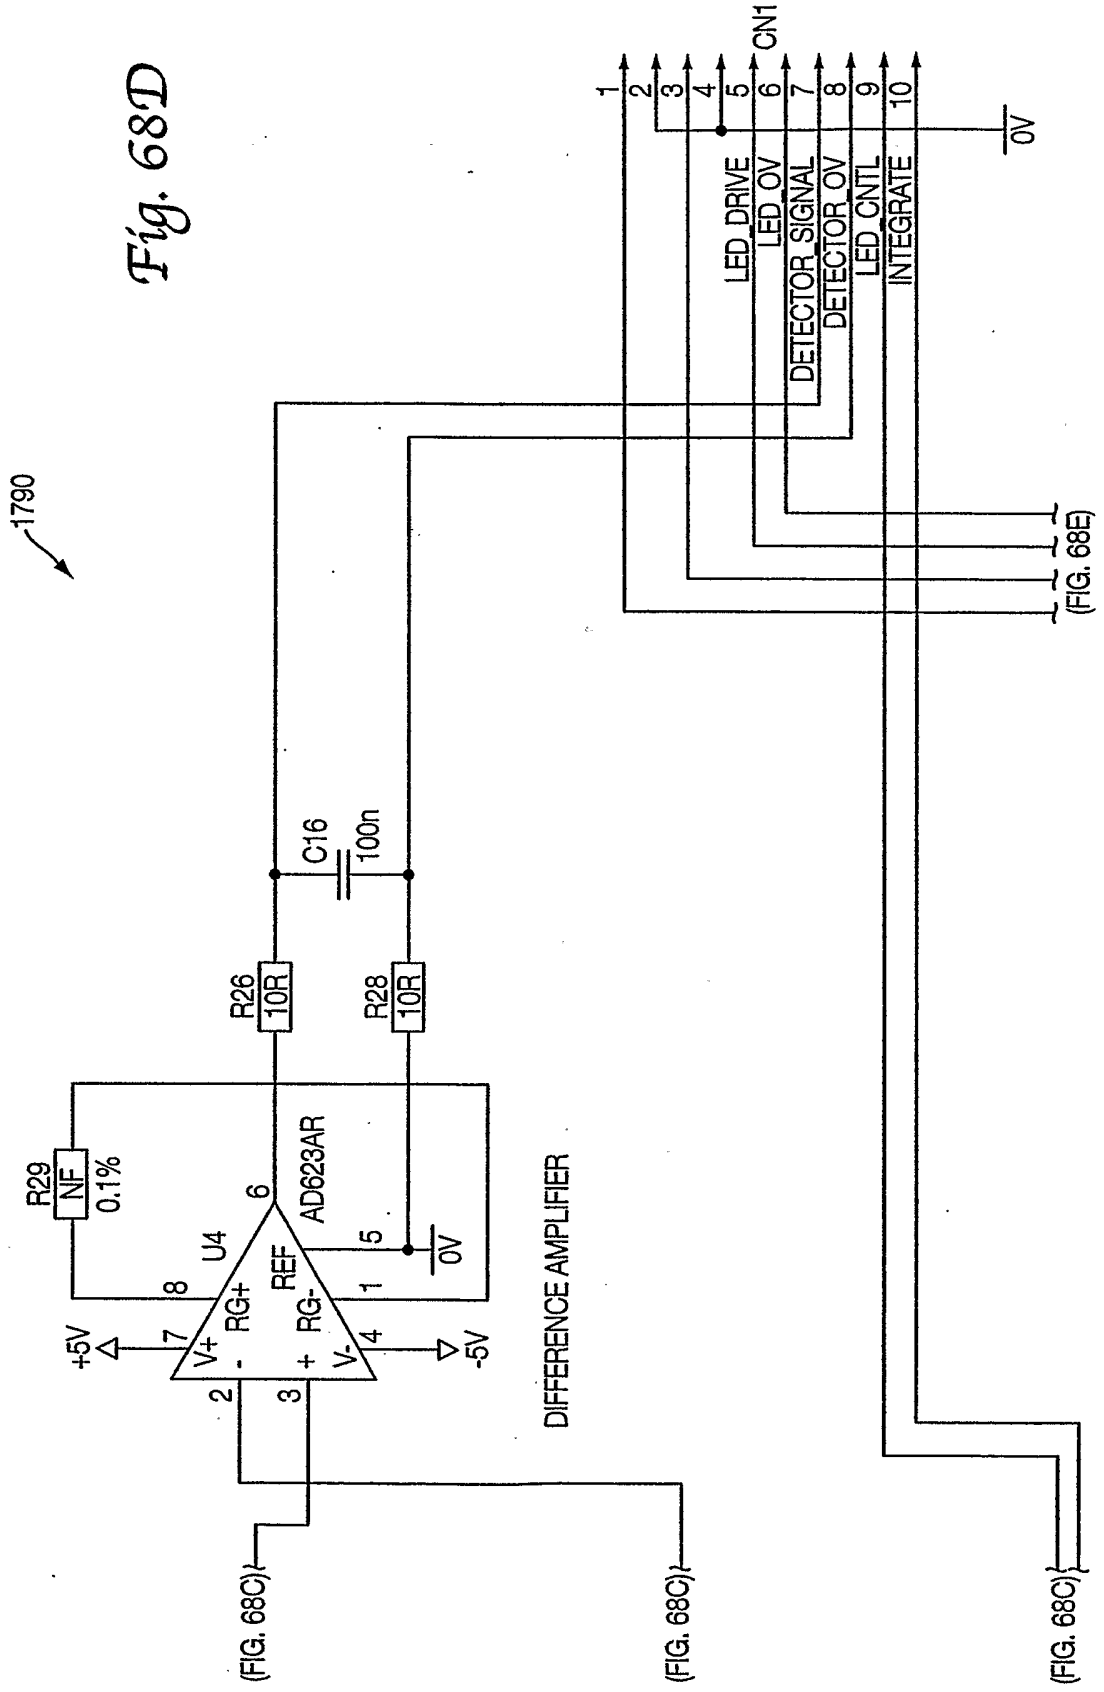 Fig. 68D
1790
R29
NF
0.1%
+5V
7
8
U4
V+
RG+
-
2
6
REF
+
3
RG-
V-
4
1
5
AD623AR
-5V
0V
R26
10R
R28
10R
C16
100n
DIFFERENCE AMPLIFIER
(FIG. 68C)
(FIG. 68C)
(FIG. 68C)
1
2
3
4
5
6
7
8
9
10
CN1
LED_DRIVE
LED_OV
DETECTOR_SIGNAL
DETECTOR_OV
LED_CNTL
INTEGRATE
0V
(FIG. 68E)